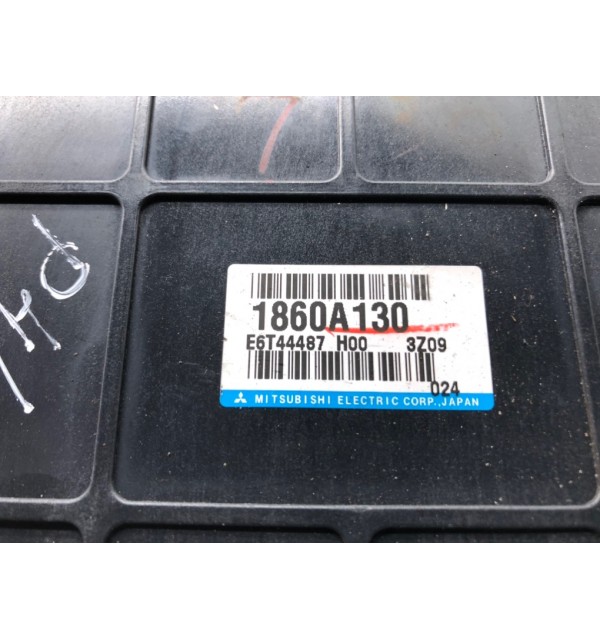 1860A130
E6T44487 H00 3Z09
024
MITSUBISHI ELECTRIC CORP.,JAPAN